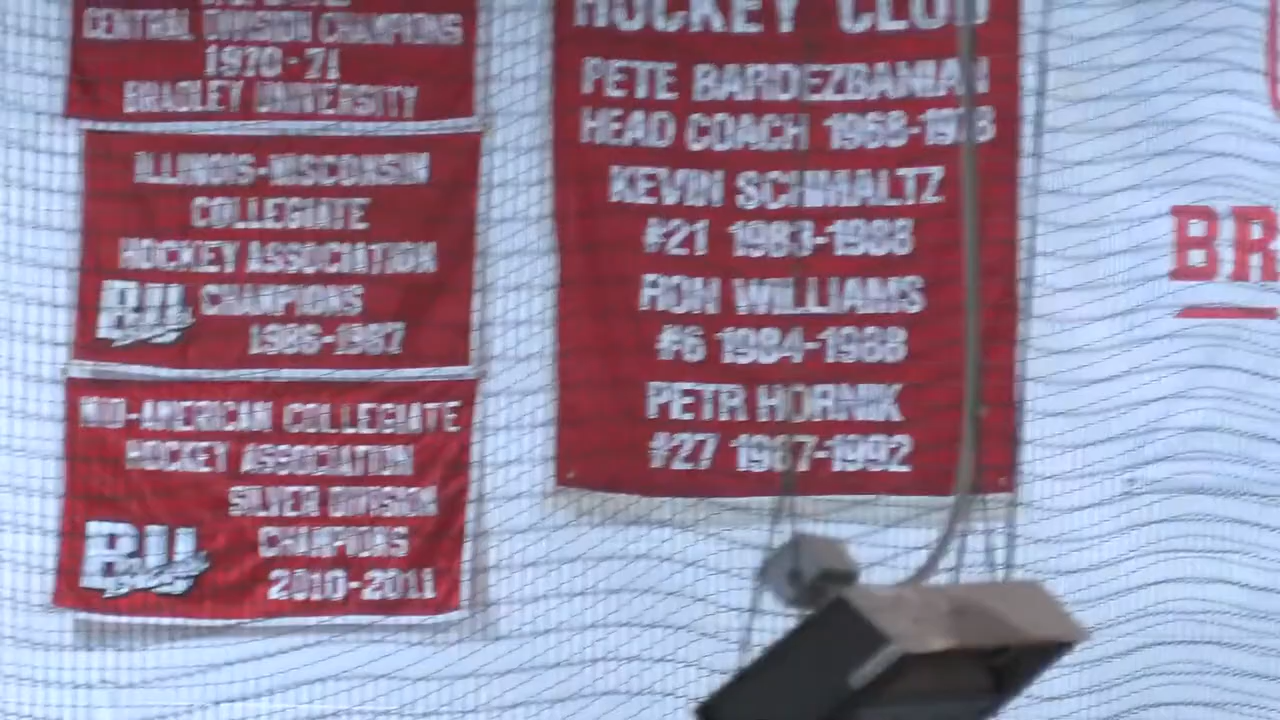 CENTRAL DIVISION CHAMPIONS
1970-71
BRADLEY UNIVERSITY
ILLINOIS-WISCONSIN
COLLEGIATE
HOCKEY ASSOCIATION
BU CHAMPIONS
1986-1987
MID-AMERICAN COLLEGIATE
HOCKEY ASSOCIATION
SILVER DIVISION
BU CHAMPIONS
2010-2011
HOCKEY CLUB
PETE BARDEZBANIAN
HEAD COACH 1968-1973
KEVIN SCHMALTZ
#21 1983-1988
RON WILLIAMS
#6 1984-1988
PETR HORNIK
#27 1987-1992
BR